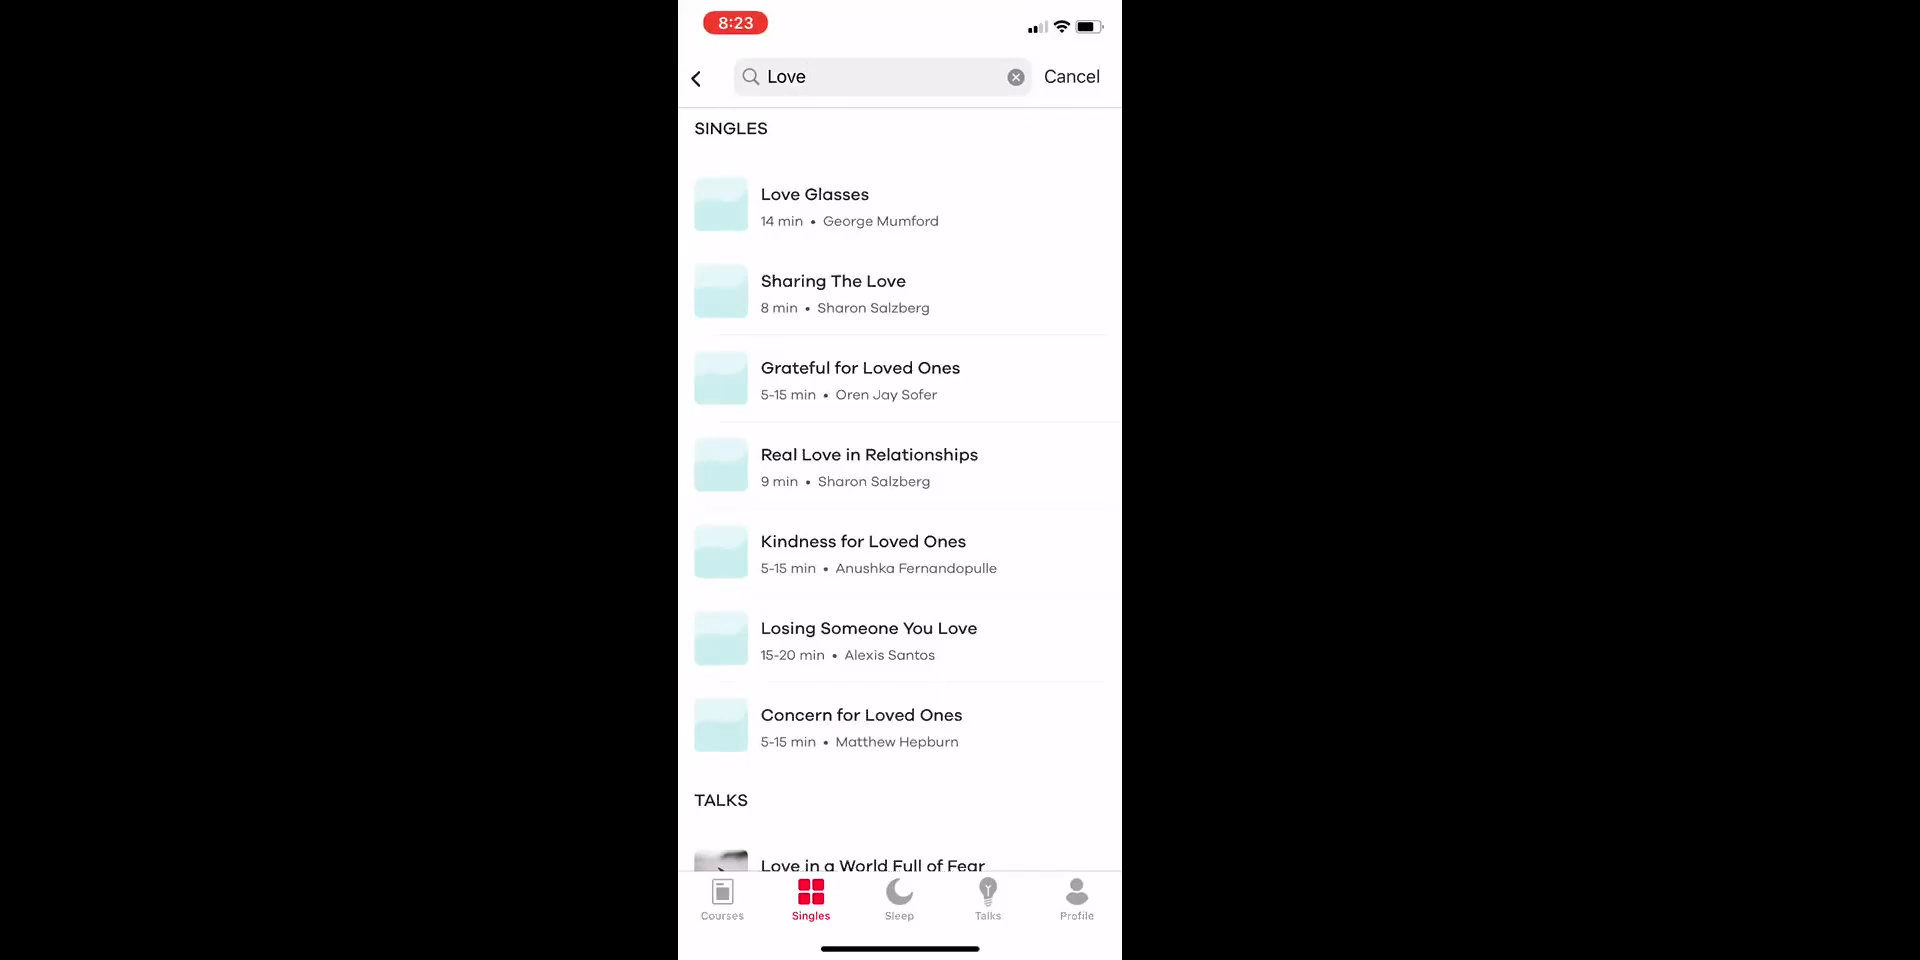 8:23
Love
Cancel
SINGLES
Love Glasses
14 min • George Mumford
Sharing The Love
8 min • Sharon Salzberg
Grateful for Loved Ones
5-15 min • Oren Jay Sofer
Real Love in Relationships
9 min • Sharon Salzberg
Kindness for Loved Ones
5-15 min • Anushka Fernandopulle
Losing Someone You Love
15-20 min • Alexis Santos
Concern for Loved Ones
5-15 min • Matthew Hepburn
TALKS
Love in a World Full of Fear
Courses
Singles
Sleep
Talks
Profile